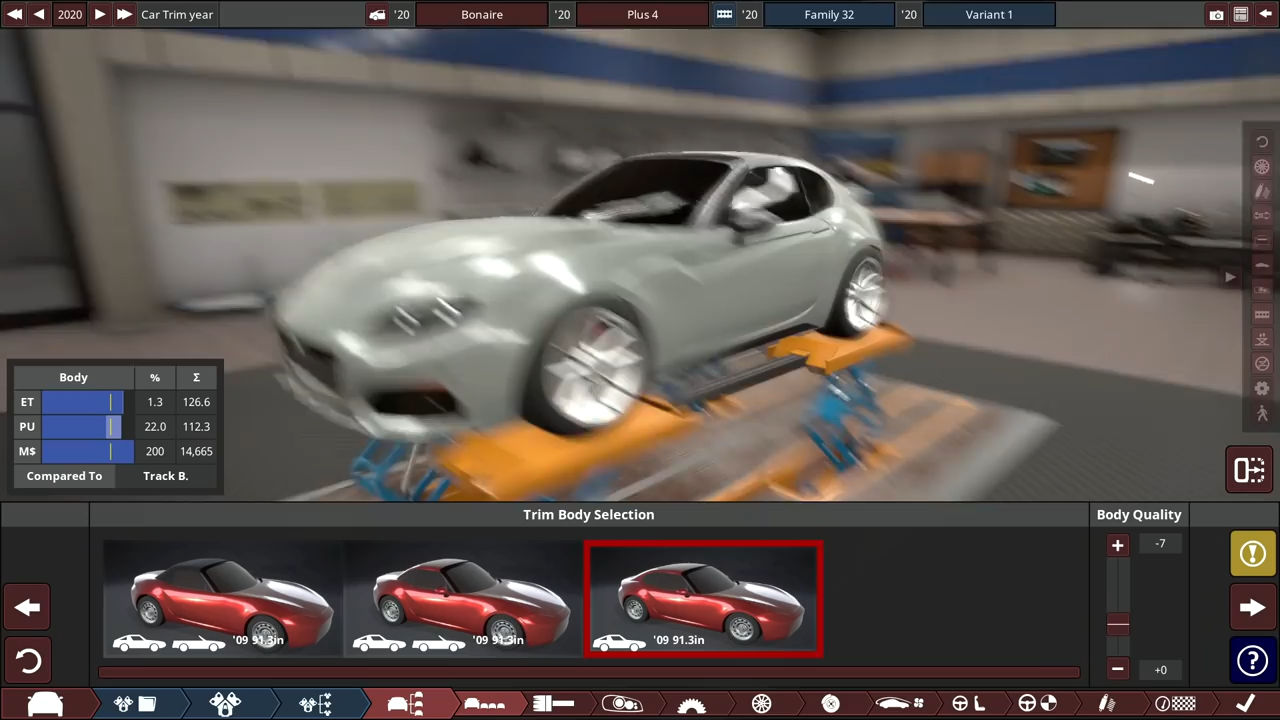 2020 Car Trim year '20 Bonaire '20 Plus 4 '20 Family 32 '20 Variant 1
Body % Σ
ET 1.3 126.6
PU 22.0 112.3
M$ 200 14,665
Compared To Track B.
Trim Body Selection
Body Quality
-7
'09 91.3in
'09 91.3in
'09 91.3in
+0